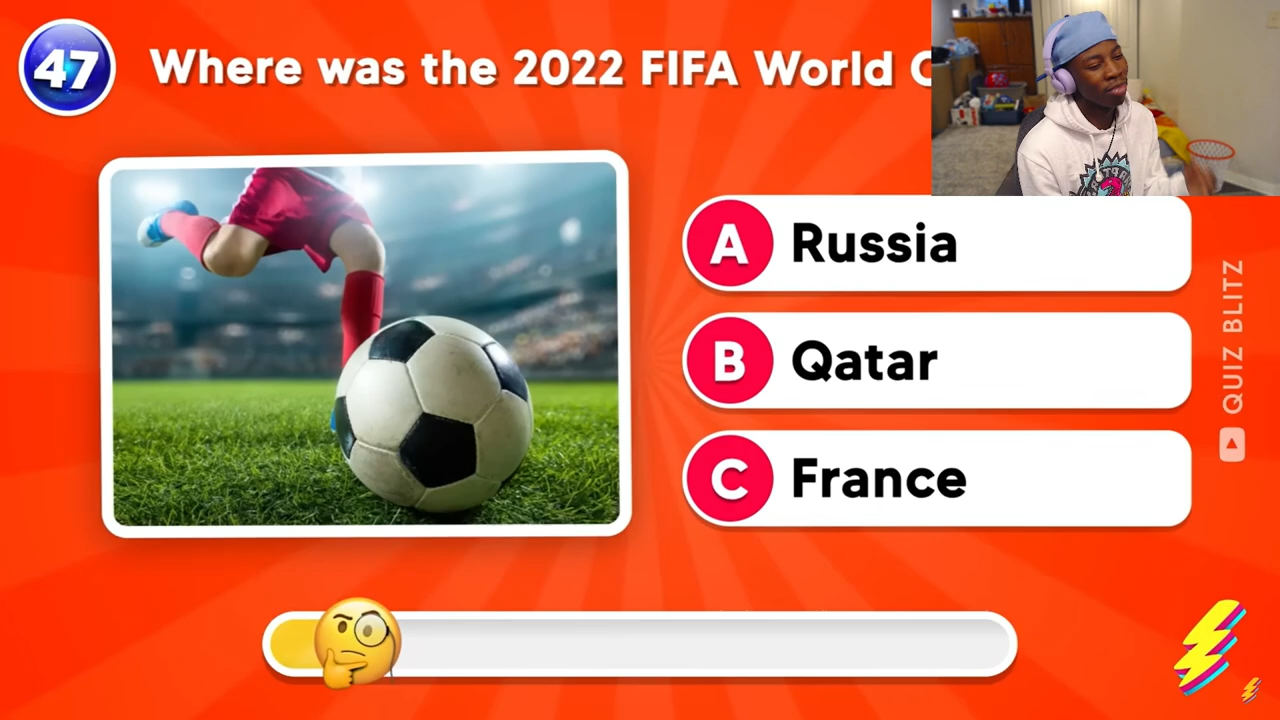 47
Where was the 2022 FIFA World
A Russia
B Qatar
C France
QUIZ BLITZ